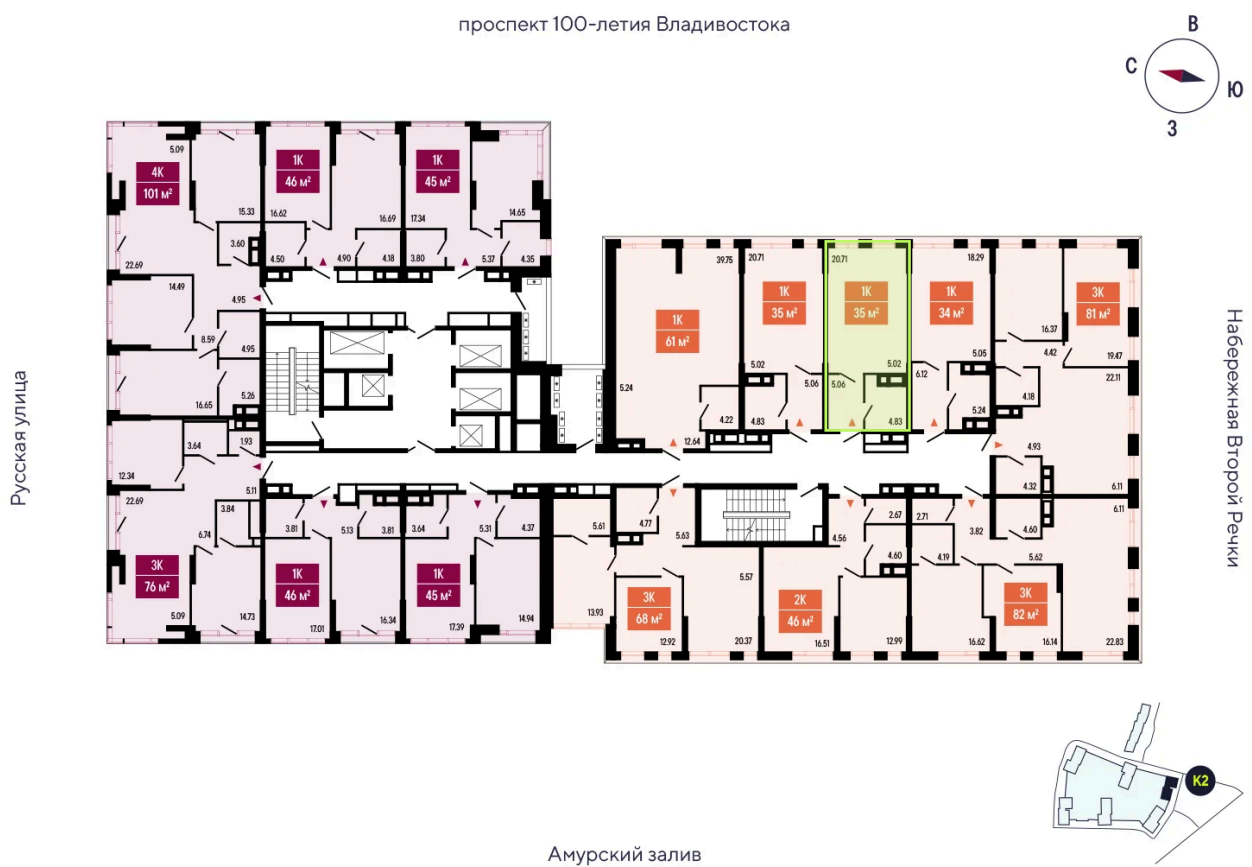 проспект 100-летия Владивостока
В
С
Ю
З
5.09
4К
101 м²
15.33
3.60
22.69
1К
46 м²
16.62
16.69
4.50
4.90
4.18
1К
45 м²
17.34
14.65
3.80
5.37
4.35
14.49
4.95
8.59
4.95
16.65
5.26
39.75
1К
61 м²
5.24
4.22
12.64
20.71
1К
35 м²
5.02
5.06
4.83
20.71
1К
35 м²
5.02
5.06
4.83
18.29
1К
34 м²
5.05
6.12
5.24
3К
81 м²
16.37
4.42
19.47
22.11
4.18
4.93
4.32
6.11
Русская улица
Набережная Второй Речки
3.64
1.93
12.34
22.69
5.11
3.84
6.74
3К
76 м²
5.09
14.73
3.81
5.13
3.81
1К
46 м²
17.01
16.34
3.64
5.31
4.37
1К
45 м²
17.39
14.94
5.61
4.77
5.63
5.57
3К
68 м²
13.93
12.92
20.37
4.56
2.67
4.60
2К
46 м²
16.51
12.99
2.71
3.82
4.60
6.11
4.19
5.62
3К
82 м²
16.62
16.14
22.83
К2
Амурский залив